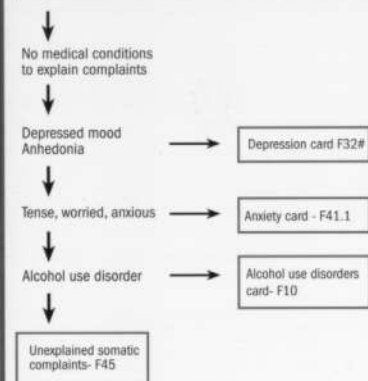 No medical conditions
to explain complaints
Depressed mood
Anhedonia
Depression card F32#
Tense, worried, anxious
Anxiety card - F41.1
Alcohol use disorder
Alcohol use disorders
card- F10
Unexplained somatic
complaints- F45